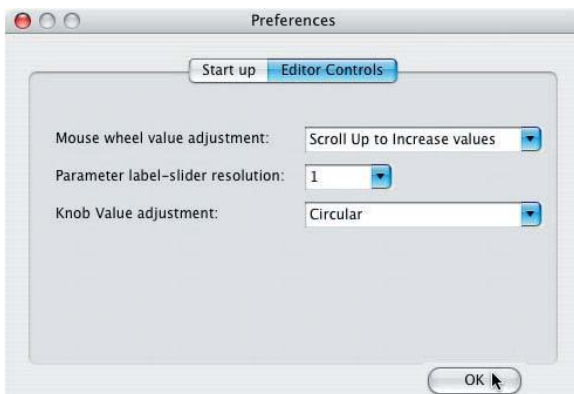 Preferences
Start up Editor Controls
Mouse wheel value adjustment: Scroll Up to Increase values
Parameter label-slider resolution: 1
Knob Value adjustment: Circular
OK